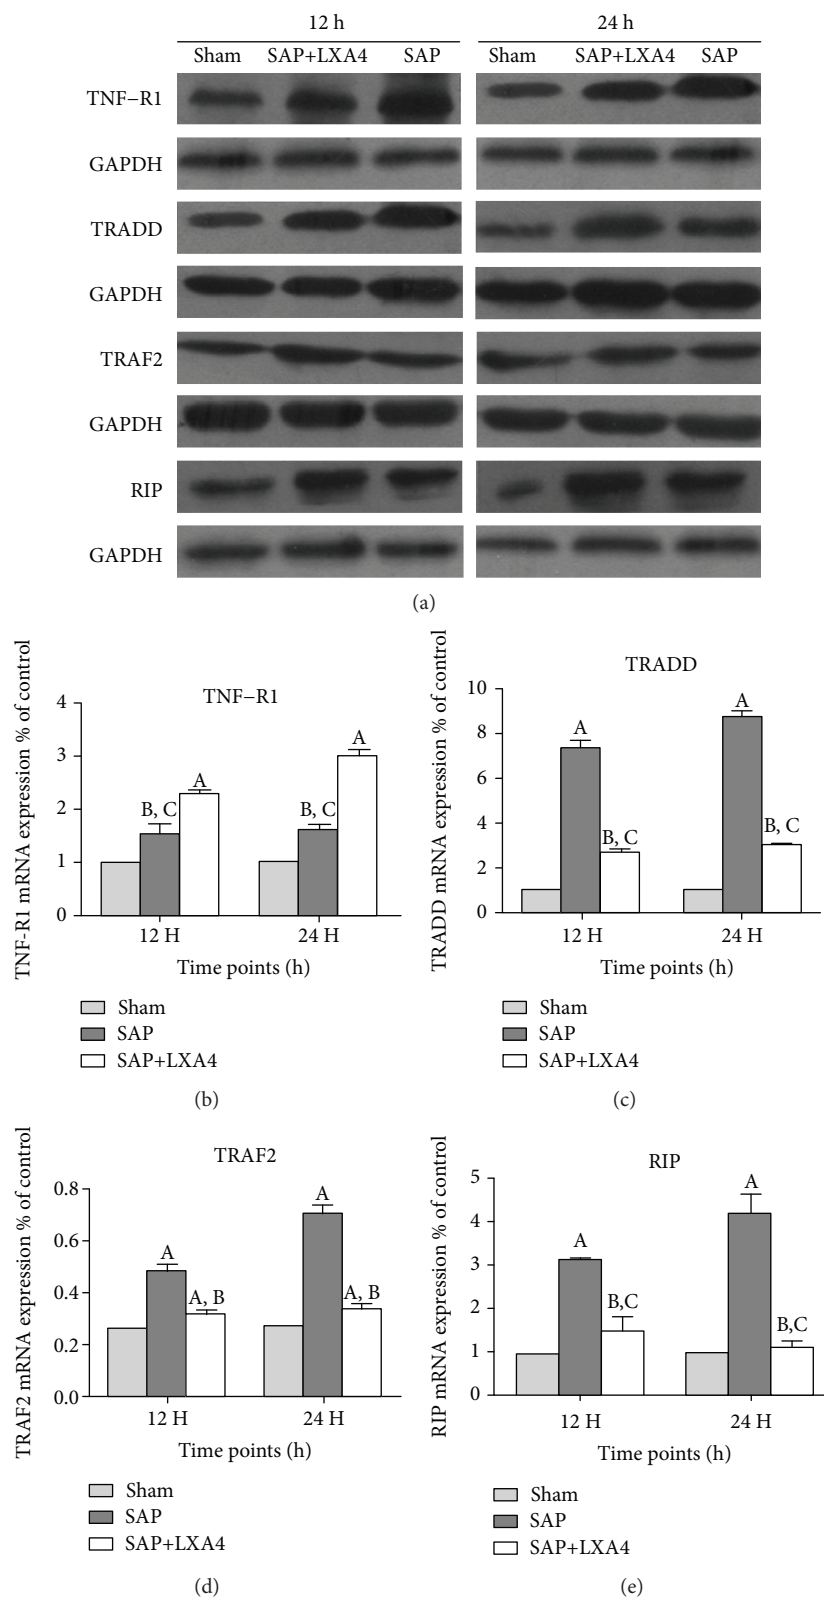 12 h 24 h
Sham SAP+LXA4 SAP Sham SAP+LXA4 SAP
TNF−R1
GAPDH
TRADD
GAPDH
TRAF2
GAPDH
RIP
GAPDH
(a)
TNF-R1 mRNA expression % of control
TNF−R1
4
3
2
1
0
B, C
A
B, C
A
12 H 24 H
Time points (h)
Sham
SAP
SAP+LXA4
(b)
TRADD mRNA expression % of control
TRADD
10
8
6
4
2
0
A
B, C
A
B, C
12 H 24 H
Time points (h)
Sham
SAP
SAP+LXA4
(c)
TRAF2 mRNA expression % of control
TRAF2
0.8
0.6
0.4
0.2
0.0
A
A, B
A
A, B
12 H 24 H
Time points (h)
Sham
SAP
SAP+LXA4
(d)
RIP mRNA expression % of control
RIP
5
4
3
2
1
0
A
B,C
A
B,C
12 H 24 H
Time points (h)
Sham
SAP
SAP+LXA4
(e)